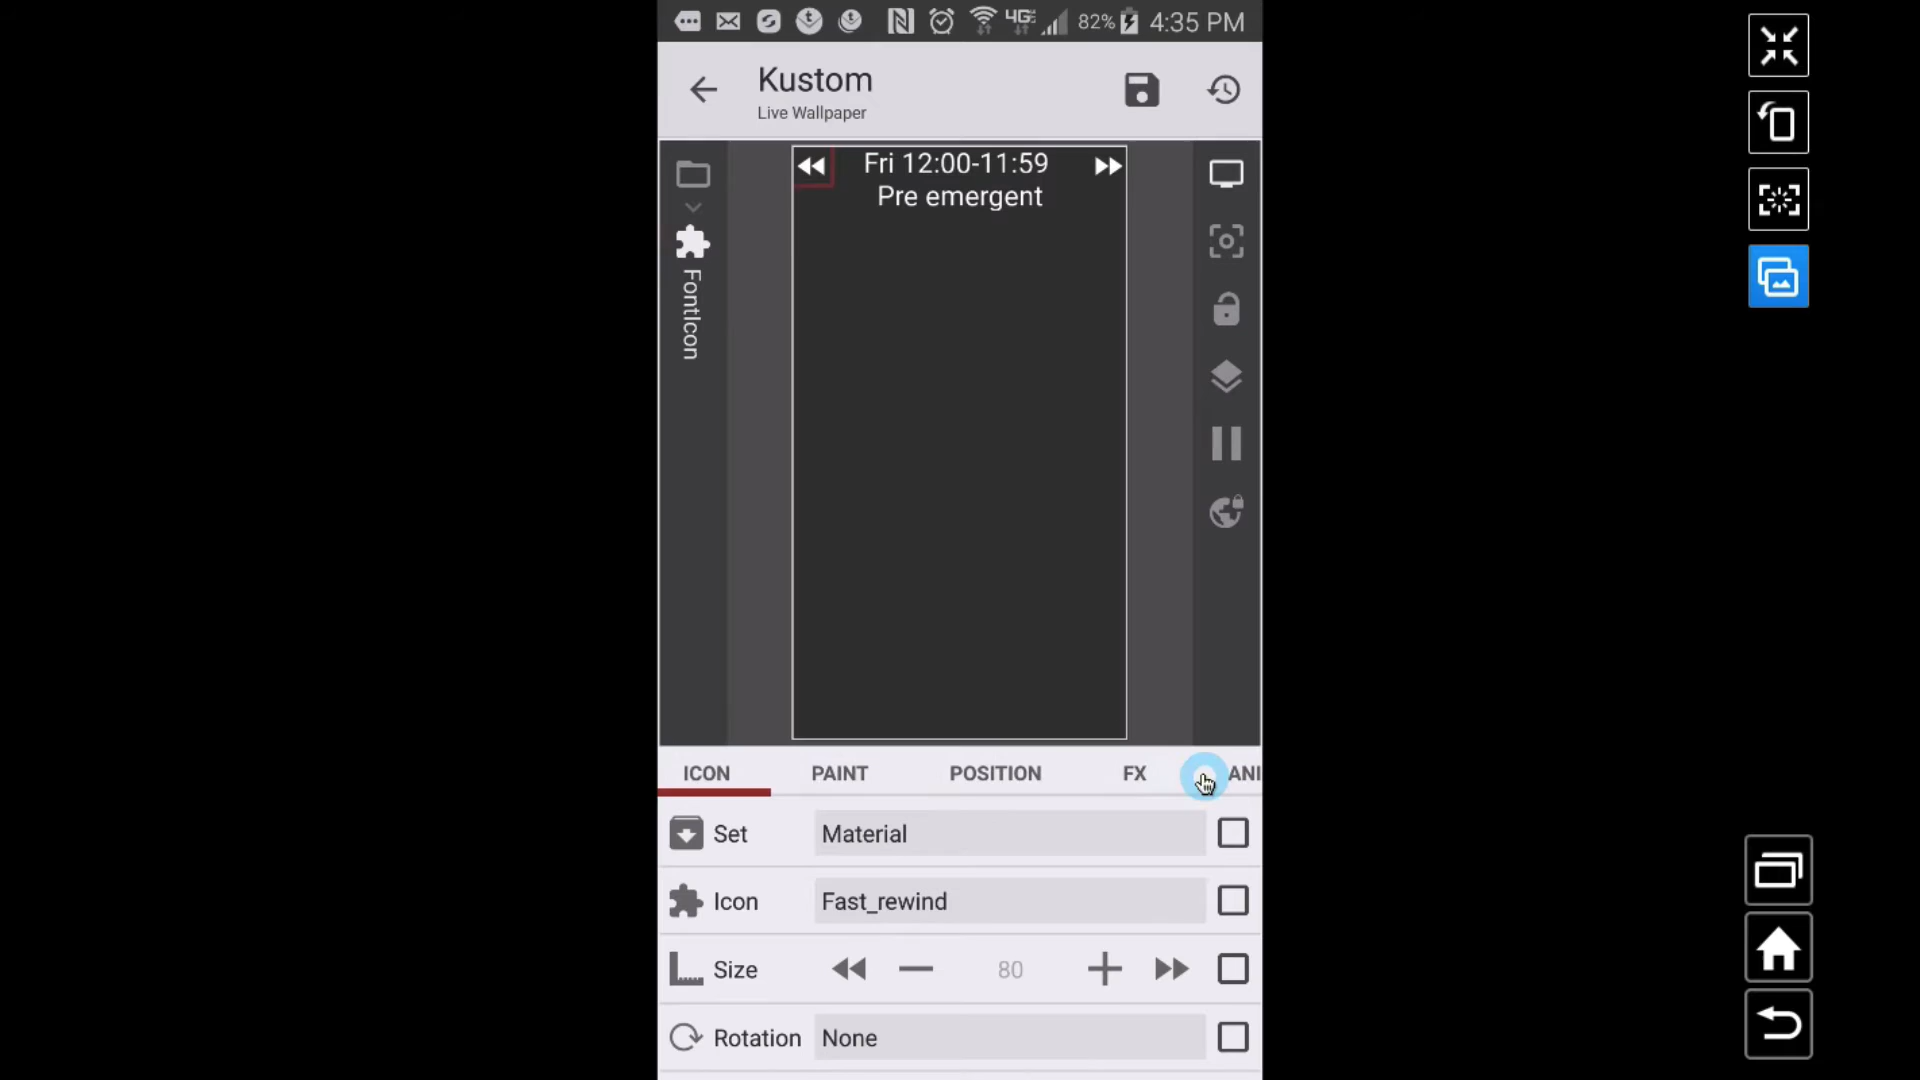 4G 82% 4:35 PM
Kustom
Live Wallpaper
Fri 12:00-11:59
Pre emergent
FontIcon
ICON PAINT POSITION FX ANI
Set Material
Icon Fast_rewind
Size 80
Rotation None